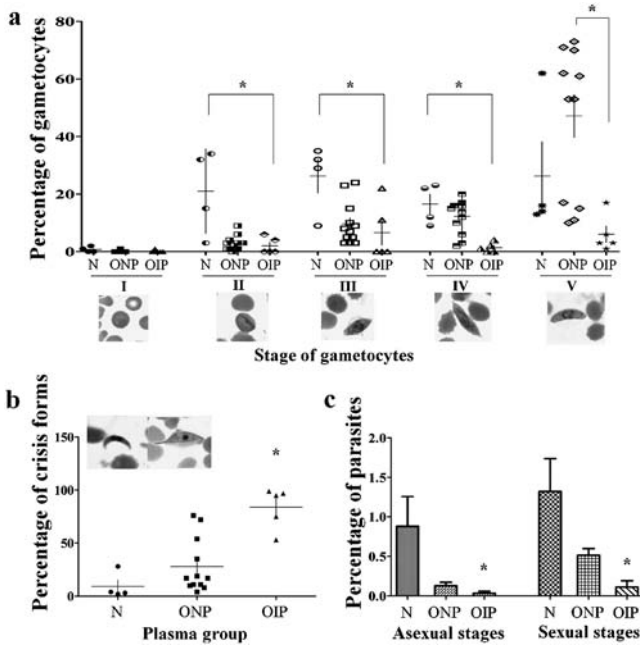 a
Percentage of gametocytes
80
60
40
20
0
* * * *
N ONP OIP N ONP OIP N ONP OIP N ONP OIP N ONP OIP
I II III IV V
Stage of gametocytes
b
Percentage of crisis forms
150
100
50
0
*
N ONP OIP
Plasma group
c
Percentage of parasites
2.0
1.5
1.0
0.5
0.0
* *
N ONP OIP N ONP OIP
Asexual stages Sexual stages